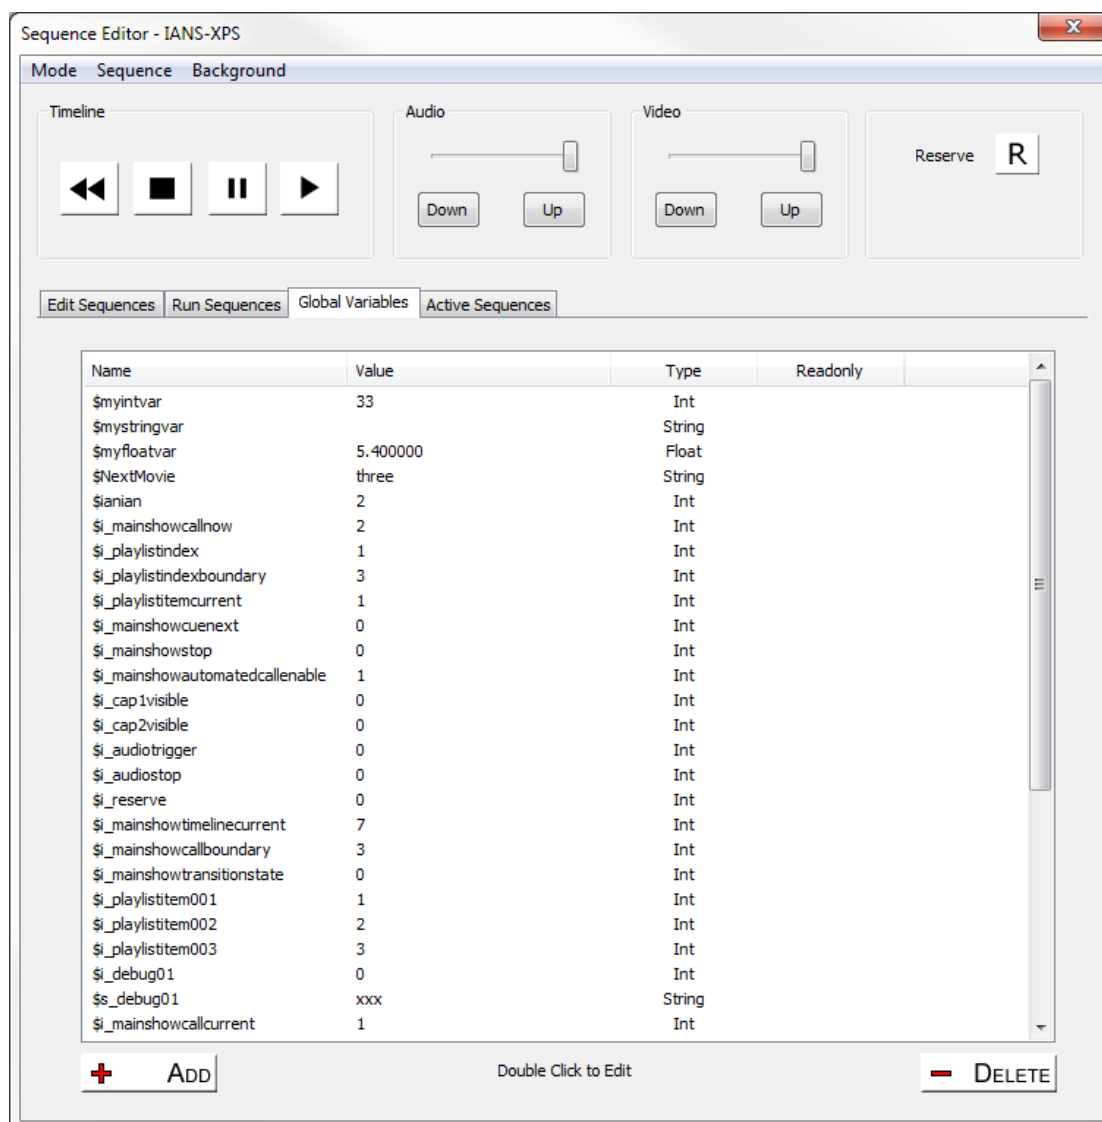 Sequence Editor - IANS-XPS
Mode Sequence Background
Timeline Audio Video
Reserve R
Down Up Down Up
Edit Sequences Run Sequences Global Variables Active Sequences
Name Value Type Readonly
$myintvar 33 Int
$mystringvar String
$myfloatvar 5.400000 Float
$NextMovie three String
$ianian 2 Int
$i_mainshowcallnow 2 Int
$i_playlistindex 1 Int
$i_playlistindexboundary 3 Int
$i_playlistitemcurrent 1 Int
$i_mainshowcuenext 0 Int
$i_mainshowstop 0 Int
$i_mainshowautomatedcallenable 1 Int
$i_cap1visible 0 Int
$i_cap2visible 0 Int
$i_audiotrigger 0 Int
$i_audiostop 0 Int
$i_reserve 0 Int
$i_mainshowtimelinecurrent 7 Int
$i_mainshowcallboundary 3 Int
$i_mainshowtransitionstate 0 Int
$i_playlistitem001 1 Int
$i_playlistitem002 2 Int
$i_playlistitem003 3 Int
$i_debug01 0 Int
$s_debug01 xxx String
$i_mainshowcallcurrent 1 Int
ADD Double Click to Edit DELETE